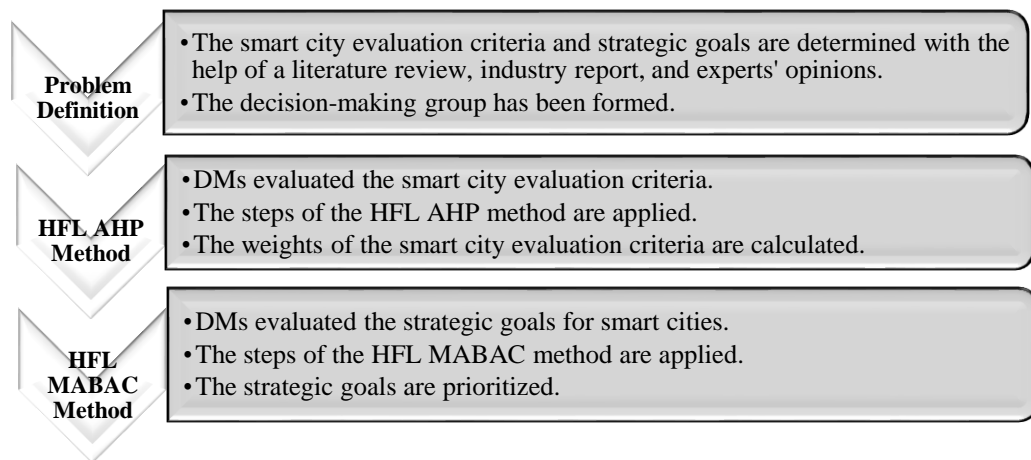 Problem
Definition
•The smart city evaluation criteria and strategic goals are determined with the
help of a literature review, industry report, and experts' opinions.
•The decision-making group has been formed.
HFL AHP
Method
•DMs evaluated the smart city evaluation criteria.
•The steps of the HFL AHP method are applied.
•The weights of the smart city evaluation criteria are calculated.
HFL
MABAC
Method
•DMs evaluated the strategic goals for smart cities.
•The steps of the HFL MABAC method are applied.
•The strategic goals are prioritized.